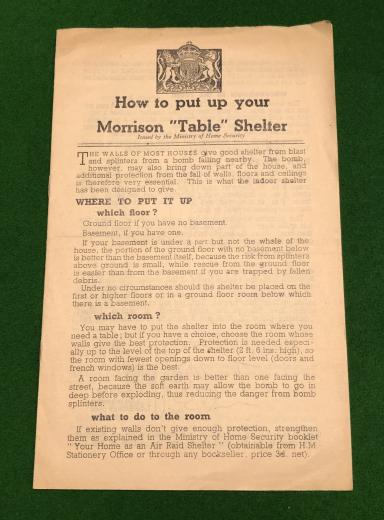 How to put up your
Morrison "Table" Shelter
Issued by the Ministry of Home Security
THE WALLS OF MOST HOUSES give good shelter from blast
and splinters from a bomb falling nearby. The bomb,
however, may also bring down part of the house, and
additional protection from the fall of walls, floors and ceilings
is therefore very essential. This is what the indoor shelter
has been designed to give.
WHERE TO PUT IT UP
which floor?
Ground floor if you have no basement.
Basement, if you have one.
If your basement is under a part but not the whole of the
house, the portion of the ground floor with no basement below
is better than the basement itself, because the risk from splinters
above ground is small, while rescue from the ground floor
is easier than from the basement if you are trapped by fallen
debris.
Under no circumstances should the shelter be placed on the
first or higher floors or in a ground floor room below which
there is a basement.
which room?
You may have to put the shelter into the room where you
need a table; but if you have a choice, choose the room whose
walls give the best protection. Protection is needed especi-
ally up to the level of the top of the shelter (2 ft. 6 ins. high), so
the room with fewest openings down to floor level (doors and
french windows) is the best.
A room facing the garden is better than one facing the
street, because the soft earth may allow the bomb to go in
deep before exploding, thus reducing the danger from bomb
splinters.
what to do to the room
If existing walls don't give enough protection, strengthen
them as explained in the Ministry of Home Security booklet
"Your Home as an Air Raid Shelter" (obtainable from H.M.
Stationery Office or through any bookseller, price 3d. net).